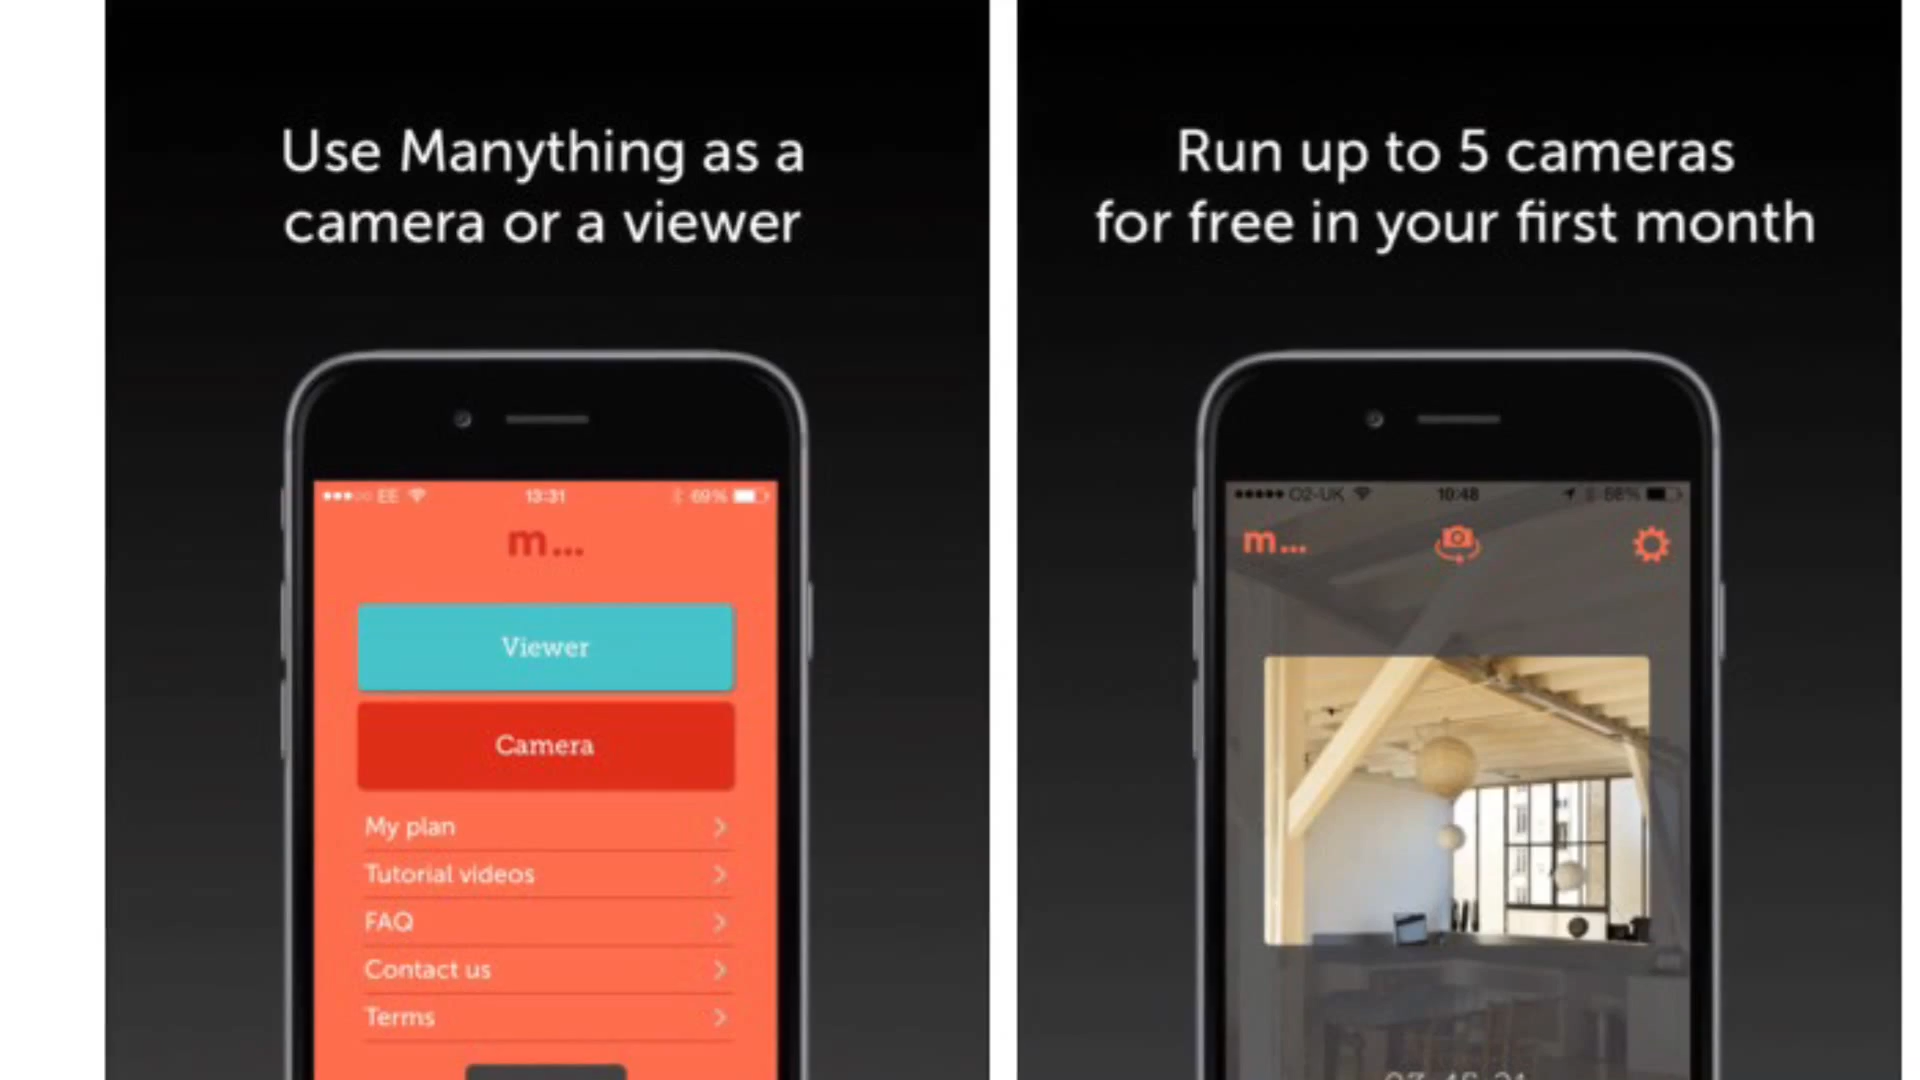 Use Manything as a
camera or a viewer
EE
13:31
69%
m...
Viewer
Camera
My plan
Tutorial videos
FAQ
Contact us
Terms
Run up to 5 cameras
for free in your first month
O2-UK
10:48
m...